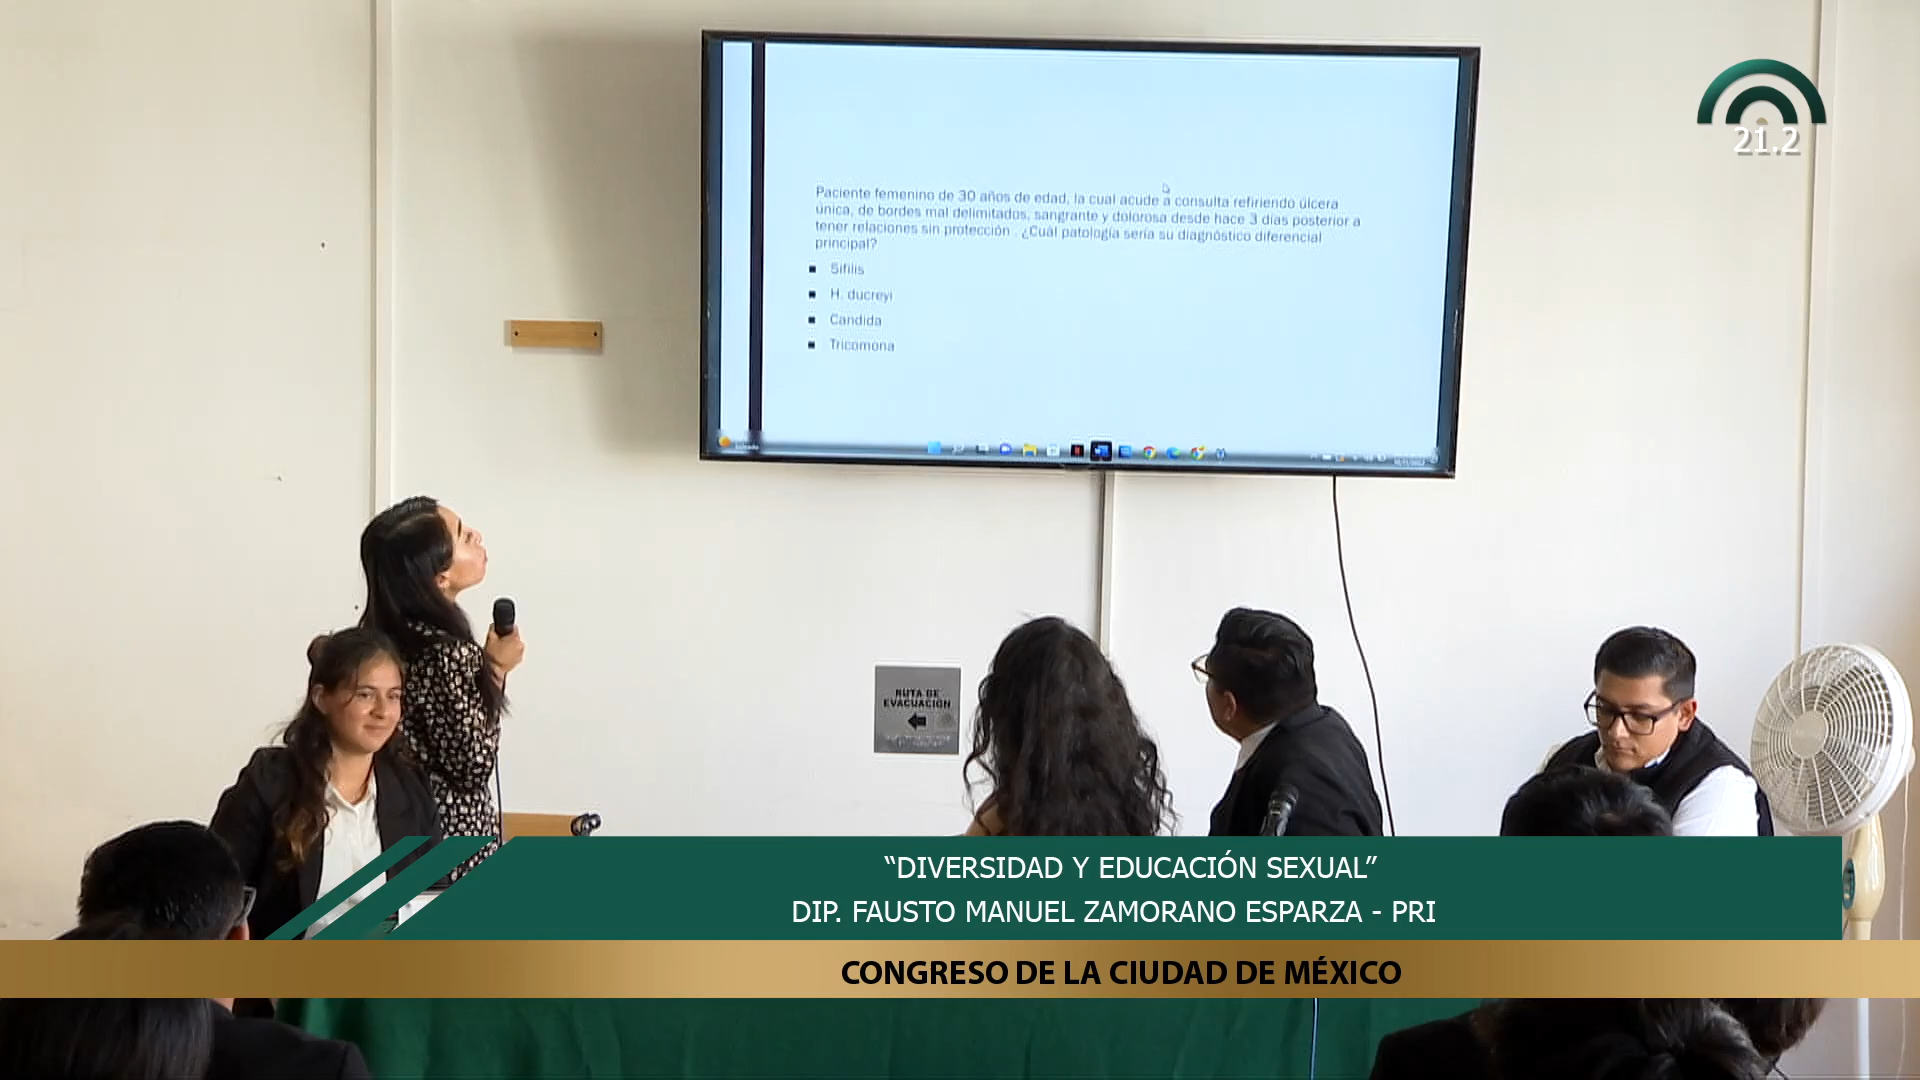 21.2
Paciente femenino de 30 años de edad, la cual acude a consulta refiriendo úlcera
única, de bordes mal delimitados, sangrante y dolorosa desde hace 3 días posterior a
tener relaciones sin protección . ¿Cuál patología sería su diagnóstico diferencial
principal?
Sífilis
H. ducreyi
Candida
Tricomona
RUTA DE
EVACUACIÓN
“DIVERSIDAD Y EDUCACIÓN SEXUAL”
DIP. FAUSTO MANUEL ZAMORANO ESPARZA - PRI
CONGRESO DE LA CIUDAD DE MÉXICO